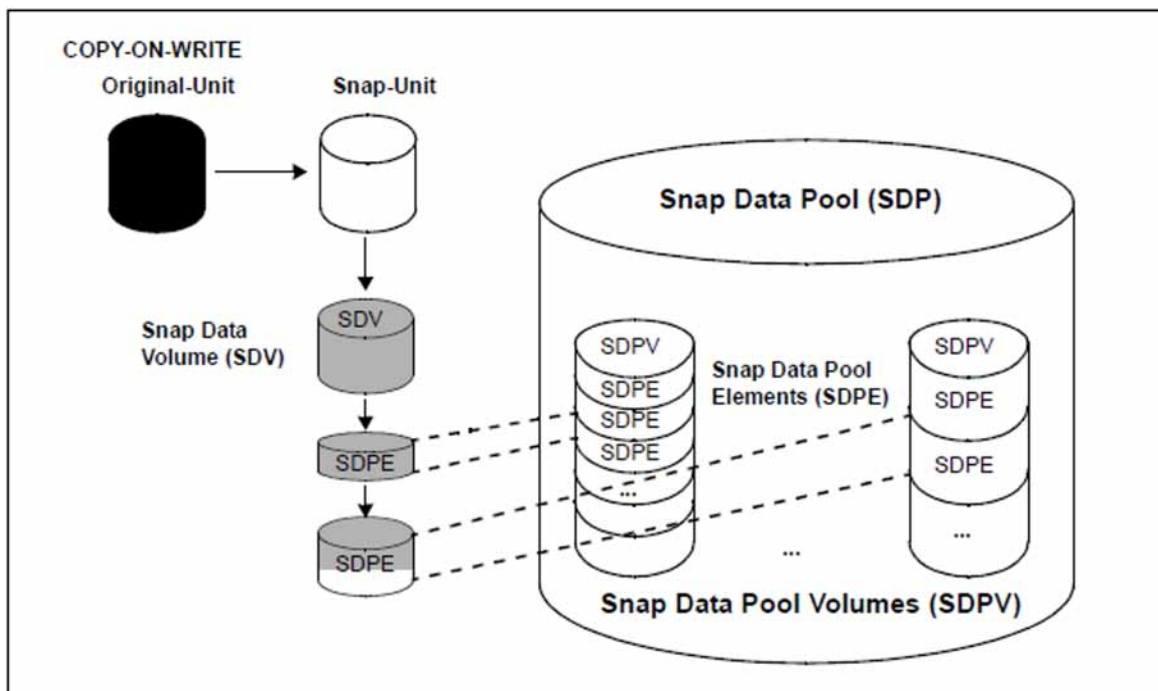 COPY-ON-WRITE
Original-Unit
Snap-Unit
Snap Data Pool (SDP)
SDV
Snap Data
Volume (SDV)
SDPV
SDPE
SDPE
SDPE
...
Snap Data Pool
Elements (SDPE)
SDPV
SDPE
SDPE
...
SDPE
SDPE
...
Snap Data Pool Volumes (SDPV)